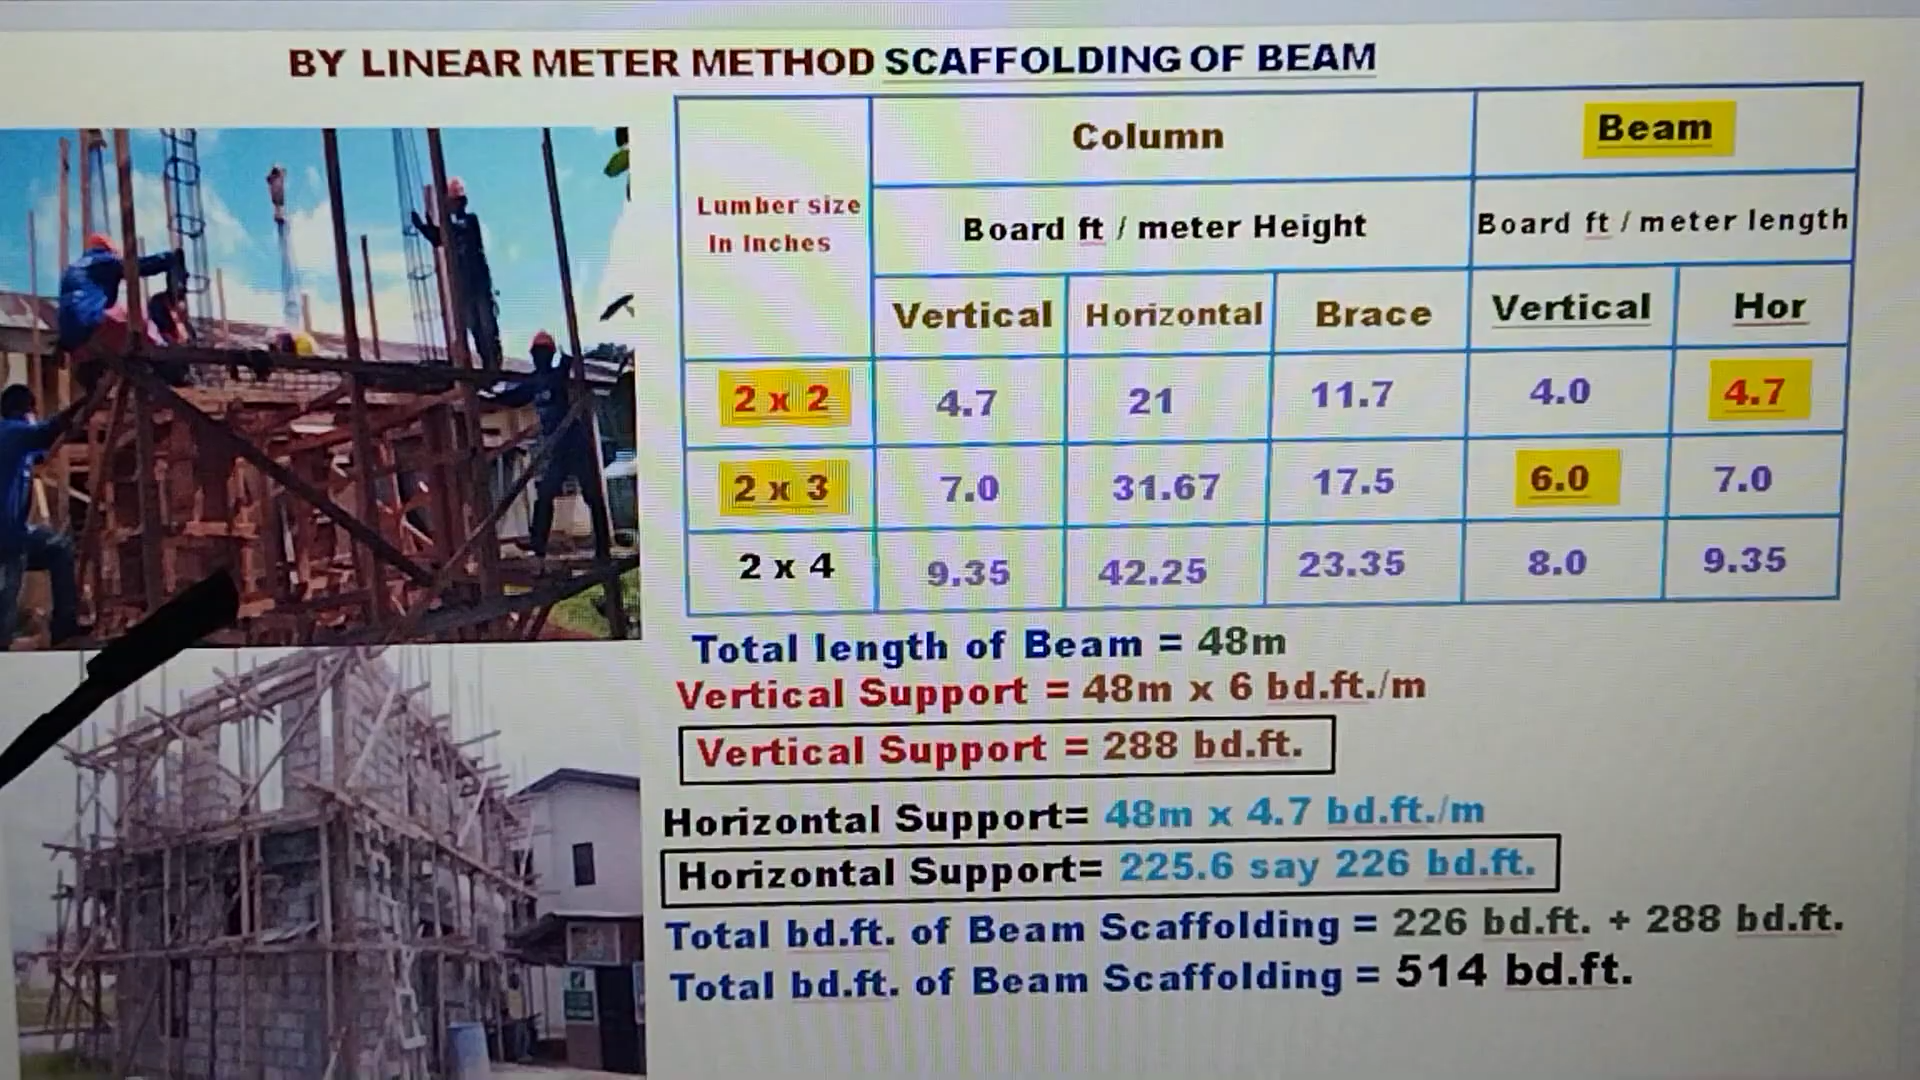 BY LINEAR METER METHOD SCAFFOLDING OF BEAM
Lumber size
In Inches
Column
Beam
Board ft / meter Height
Board ft / meter length
Vertical
Horizontal
Brace
Vertical
Hor
2 x 2
4.7
21
11.7
4.0
4.7
2 x 3
7.0
31.67
17.5
6.0
7.0
2 x 4
9.35
42.25
23.35
8.0
9.35
Total length of Beam = 48m
Vertical Support = 48m x 6 bd.ft./m
Vertical Support = 288 bd.ft.
Horizontal Support= 48m x 4.7 bd.ft./m
Horizontal Support= 225.6 say 226 bd.ft.
Total bd.ft. of Beam Scaffolding = 226 bd.ft. + 288 bd.ft.
Total bd.ft. of Beam Scaffolding = 514 bd.ft.